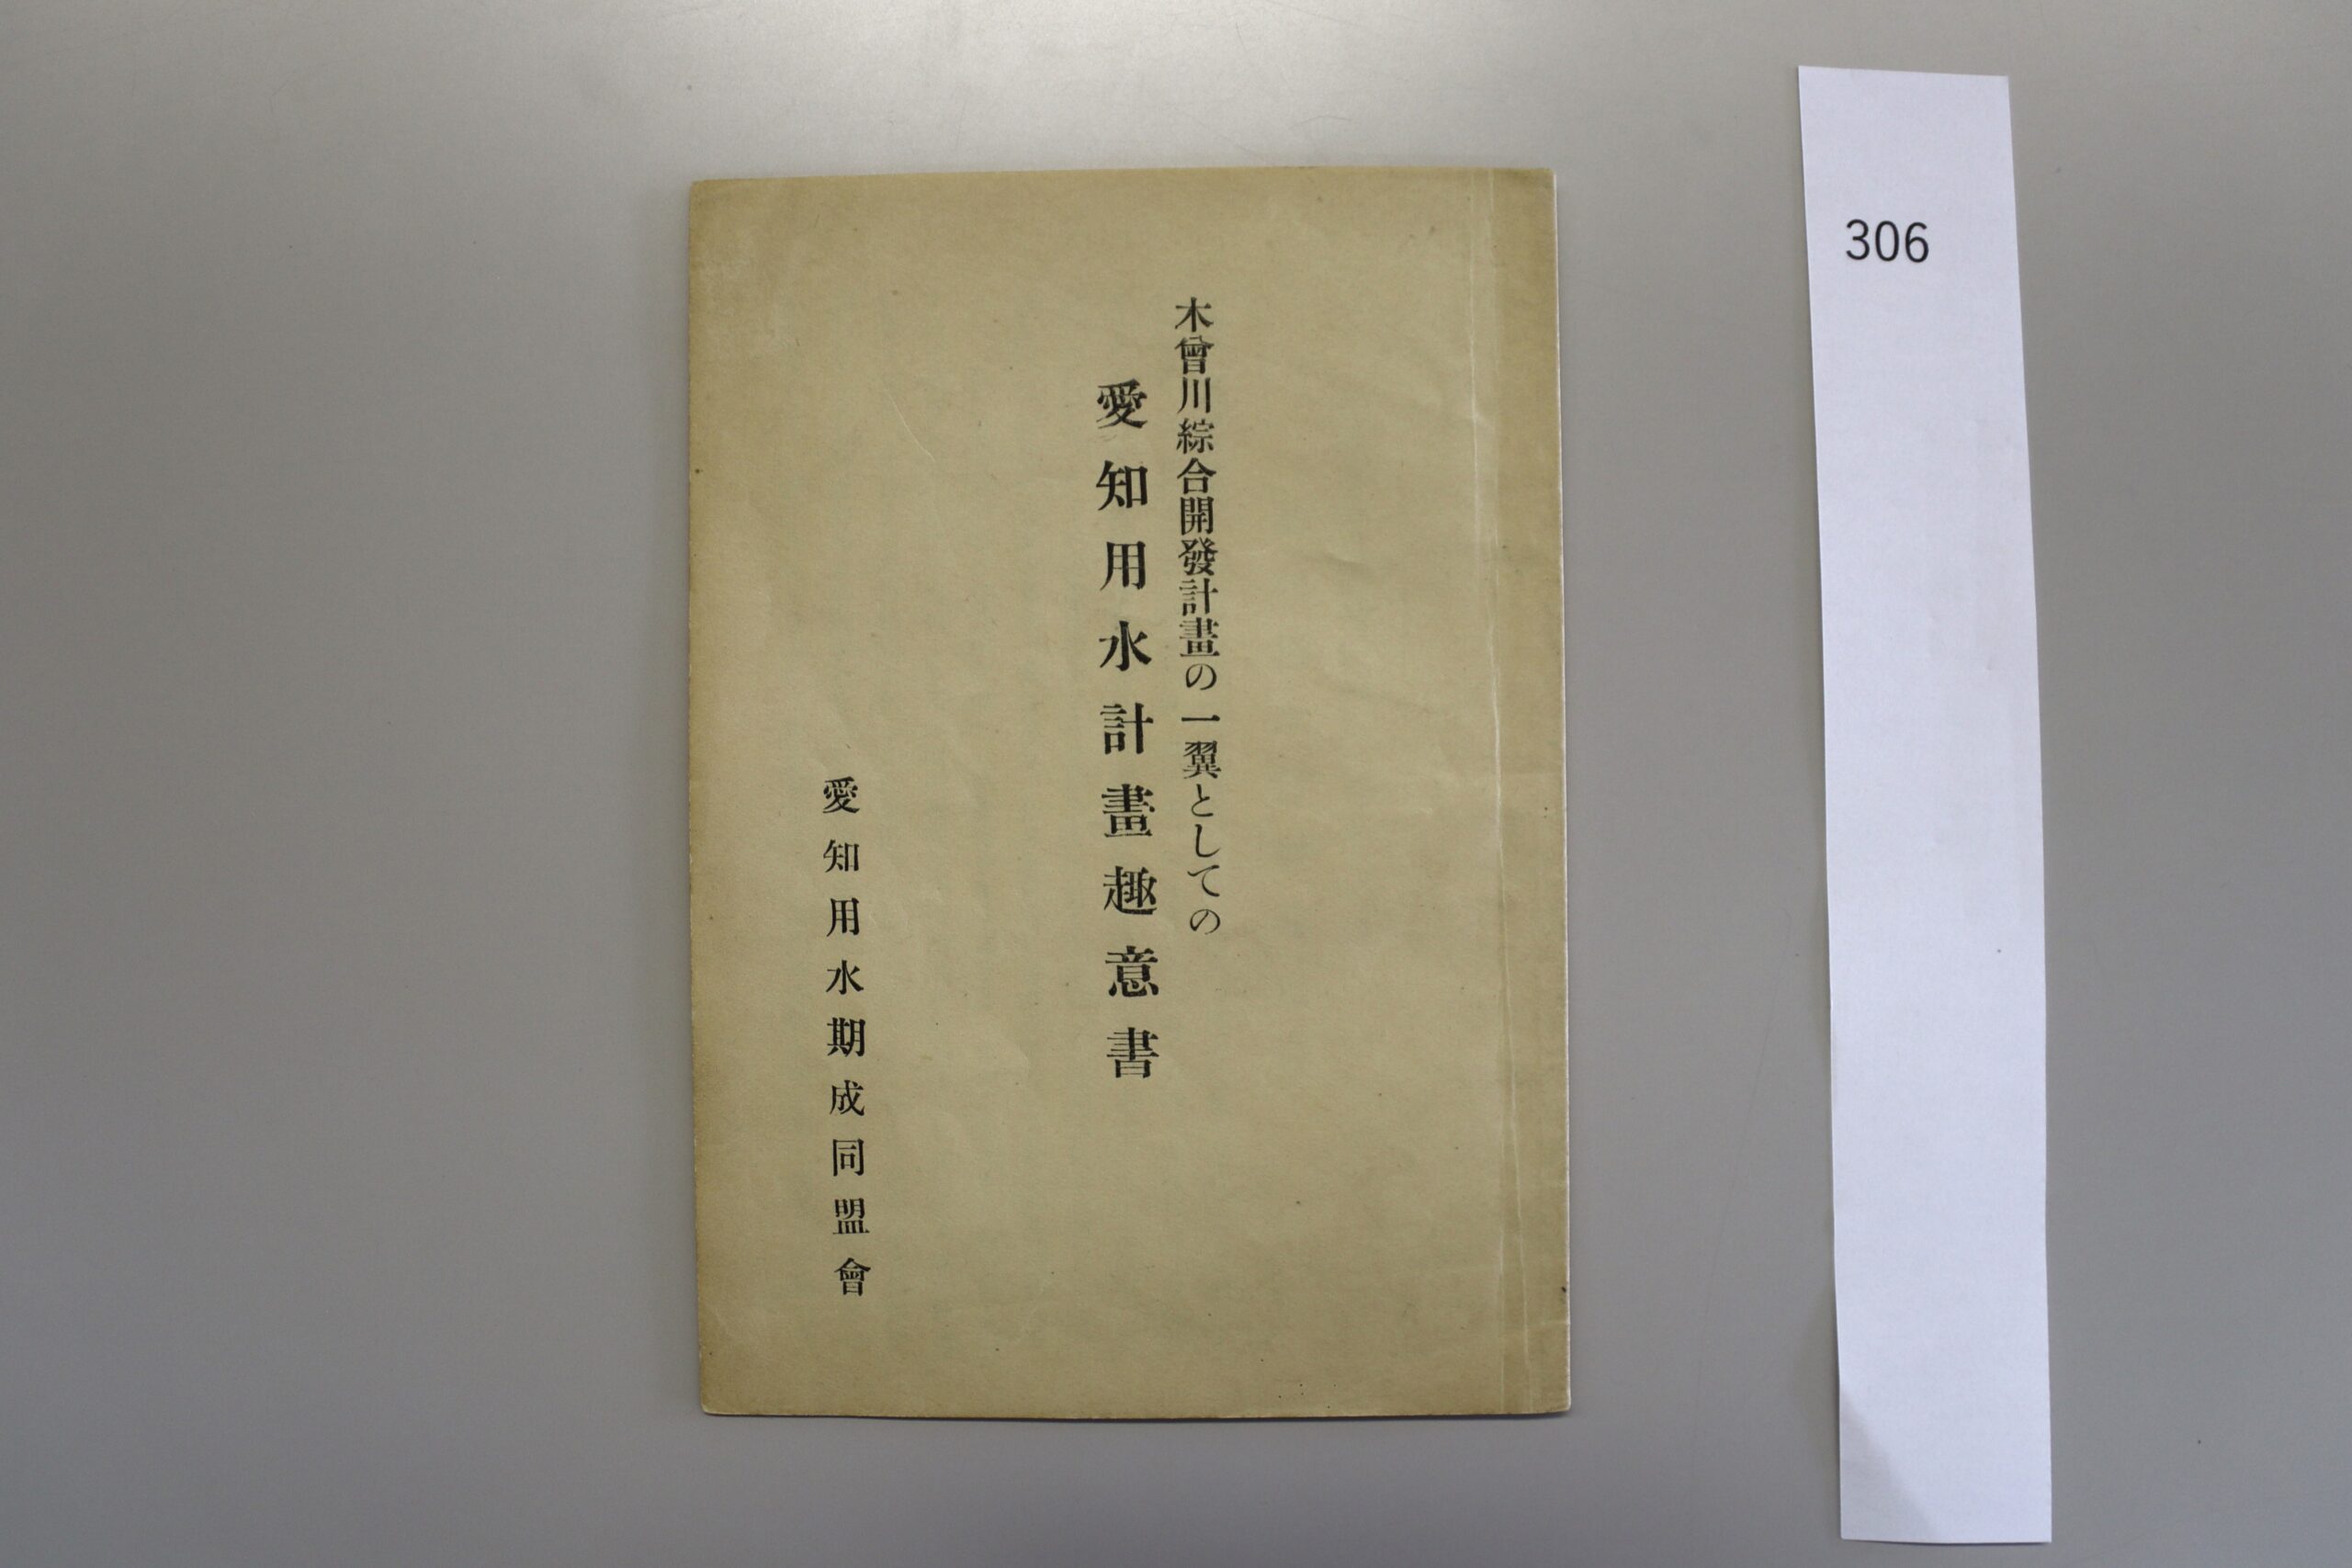 木曾川綜合開發計畫の一翼としての
愛知用水計畫趣意書
愛知用水期成同盟會
306